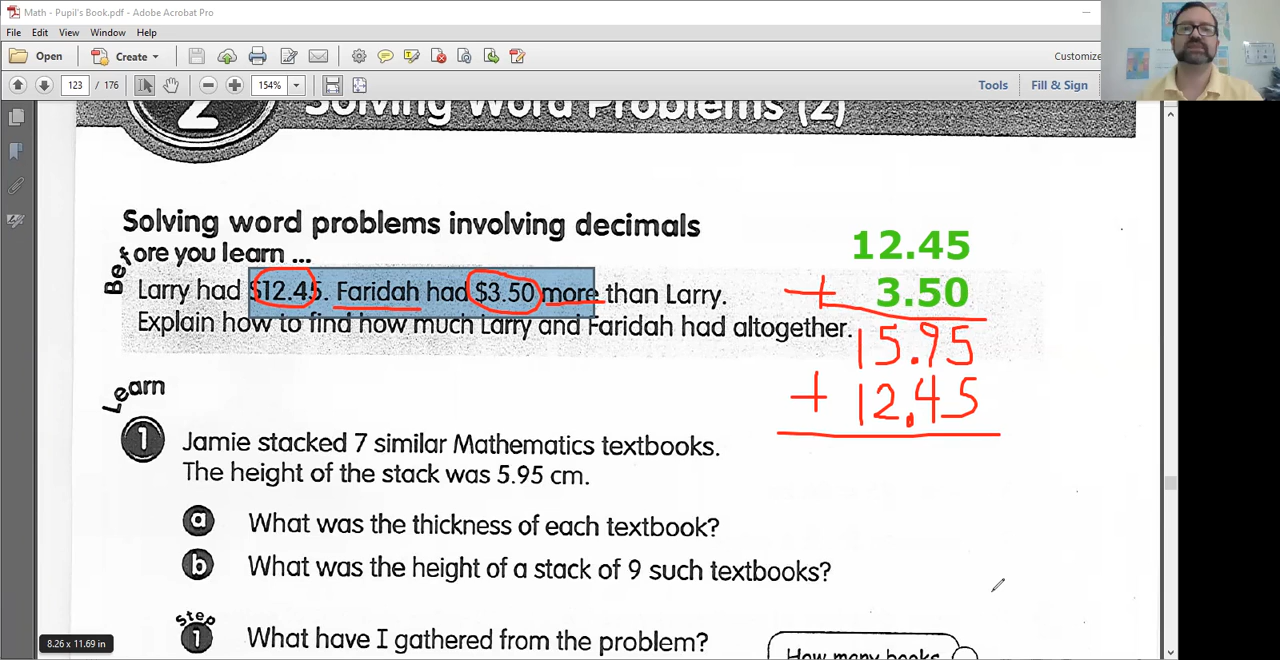 Math - Pupil's Book.pdf - Adobe Acrobat Pro
File Edit View Window Help
Open Create Customize
123 / 176 154% Tools Fill & Sign
2 Solving Word Problems (2)
Solving word problems involving decimals
Before you learn ...
Larry had $12.45. Faridah had $3.50 more than Larry.
Explain how to find how much Larry and Faridah had altogether.
12.45
+ 3.50
15.95
+ 12.45
Learn
1 Jamie stacked 7 similar Mathematics textbooks.
The height of the stack was 5.95 cm.
a What was the thickness of each textbook?
b What was the height of a stack of 9 such textbooks?
Step
1 What have I gathered from the problem?
How many books
8.26 x 11.69 in